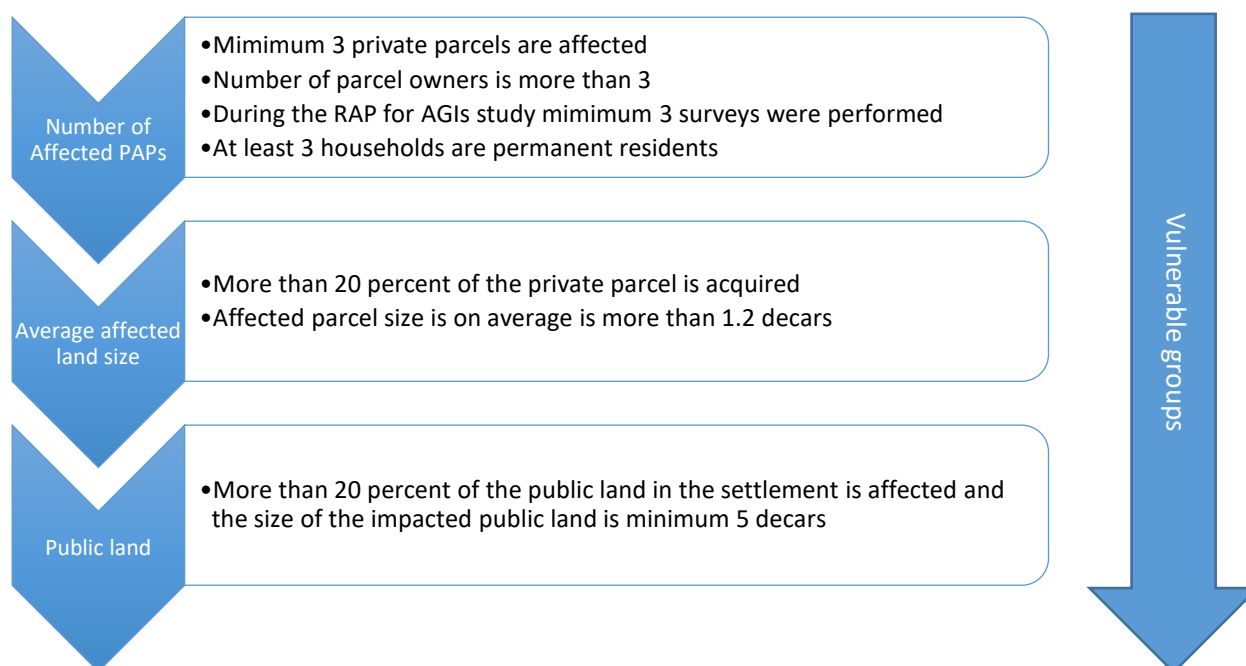 Number of
Affected PAPs
•Mimimum 3 private parcels are affected
•Number of parcel owners is more than 3
•During the RAP for AGIs study mimimum 3 surveys were performed
•At least 3 households are permanent residents
Average affected
land size
•More than 20 percent of the private parcel is acquired
•Affected parcel size is on average is more than 1.2 decars
Public land
•More than 20 percent of the public land in the settlement is affected and
the size of the impacted public land is minimum 5 decars
Vulnerable groups